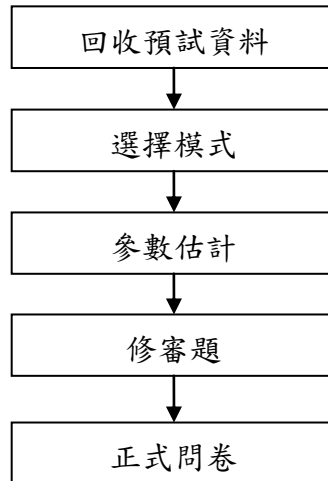 回收預試資料
選擇模式
參數估計
修審題
正式問卷